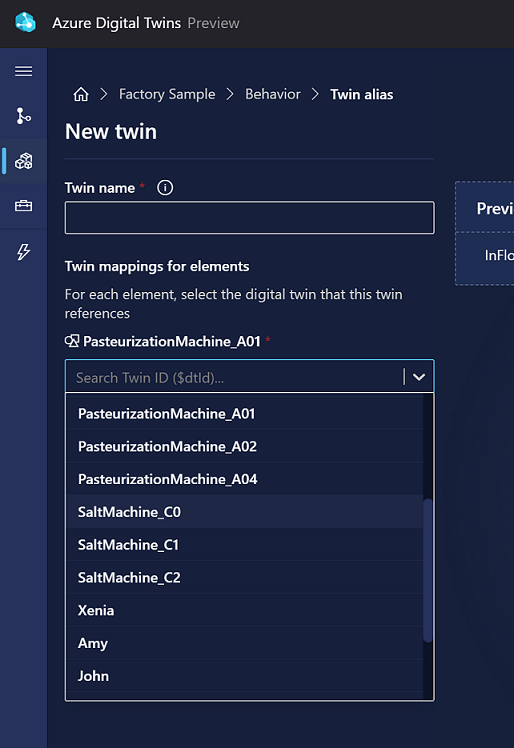 Azure Digital Twins Preview
Factory Sample Behavior Twin alias
New twin
Twin name *
Previ
InFlo
Twin mappings for elements
For each element, select the digital twin that this twin
references
PasteurizationMachine_A01 *
Search Twin ID ($dtId)...
PasteurizationMachine_A01
PasteurizationMachine_A02
PasteurizationMachine_A04
SaltMachine_C0
SaltMachine_C1
SaltMachine_C2
Xenia
Amy
John